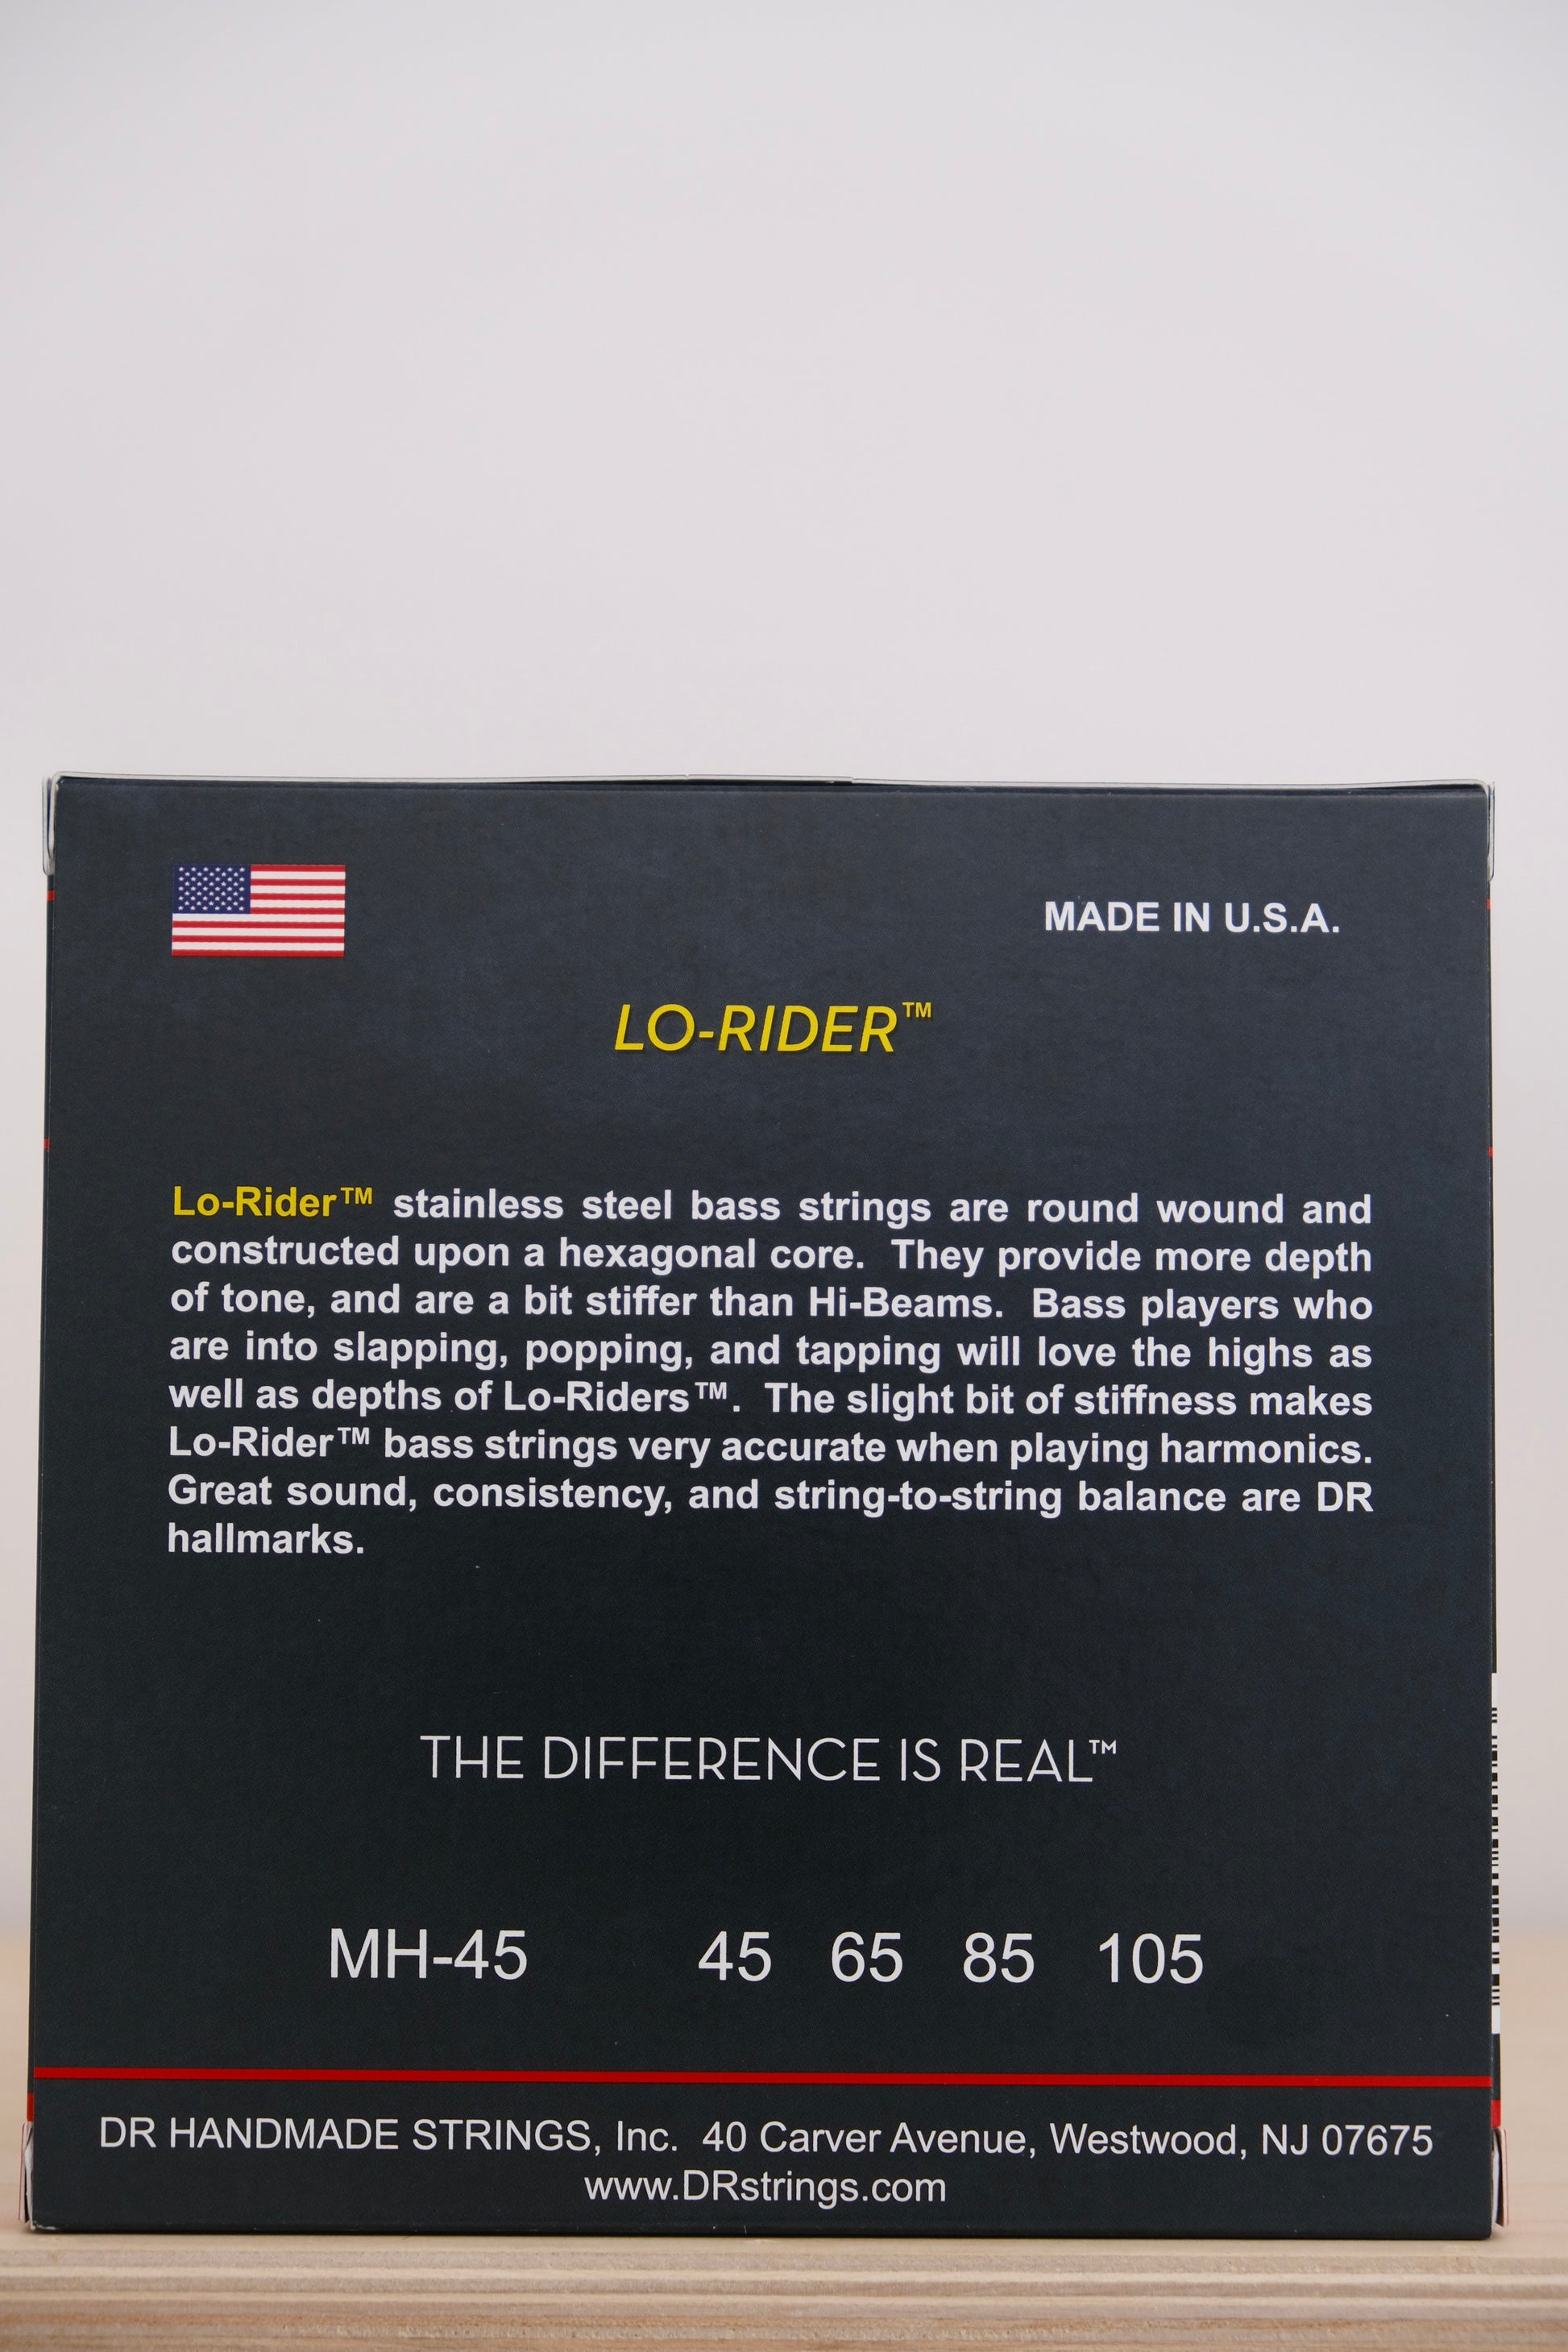 MADE IN U.S.A.
LO-RIDER™
Lo-Rider™ stainless steel bass strings are round wound and
constructed upon a hexagonal core.  They provide more depth
of tone, and are a bit stiffer than Hi-Beams.  Bass players who
are into slapping, popping, and tapping will love the highs as
well as depths of Lo-Riders™.  The slight bit of stiffness makes
Lo-Rider™ bass strings very accurate when playing harmonics.
Great sound, consistency, and string-to-string balance are DR
hallmarks.
THE DIFFERENCE IS REAL™
MH-45 45 65 85 105
DR HANDMADE STRINGS, Inc.  40 Carver Avenue, Westwood, NJ 07675
www.DRstrings.com